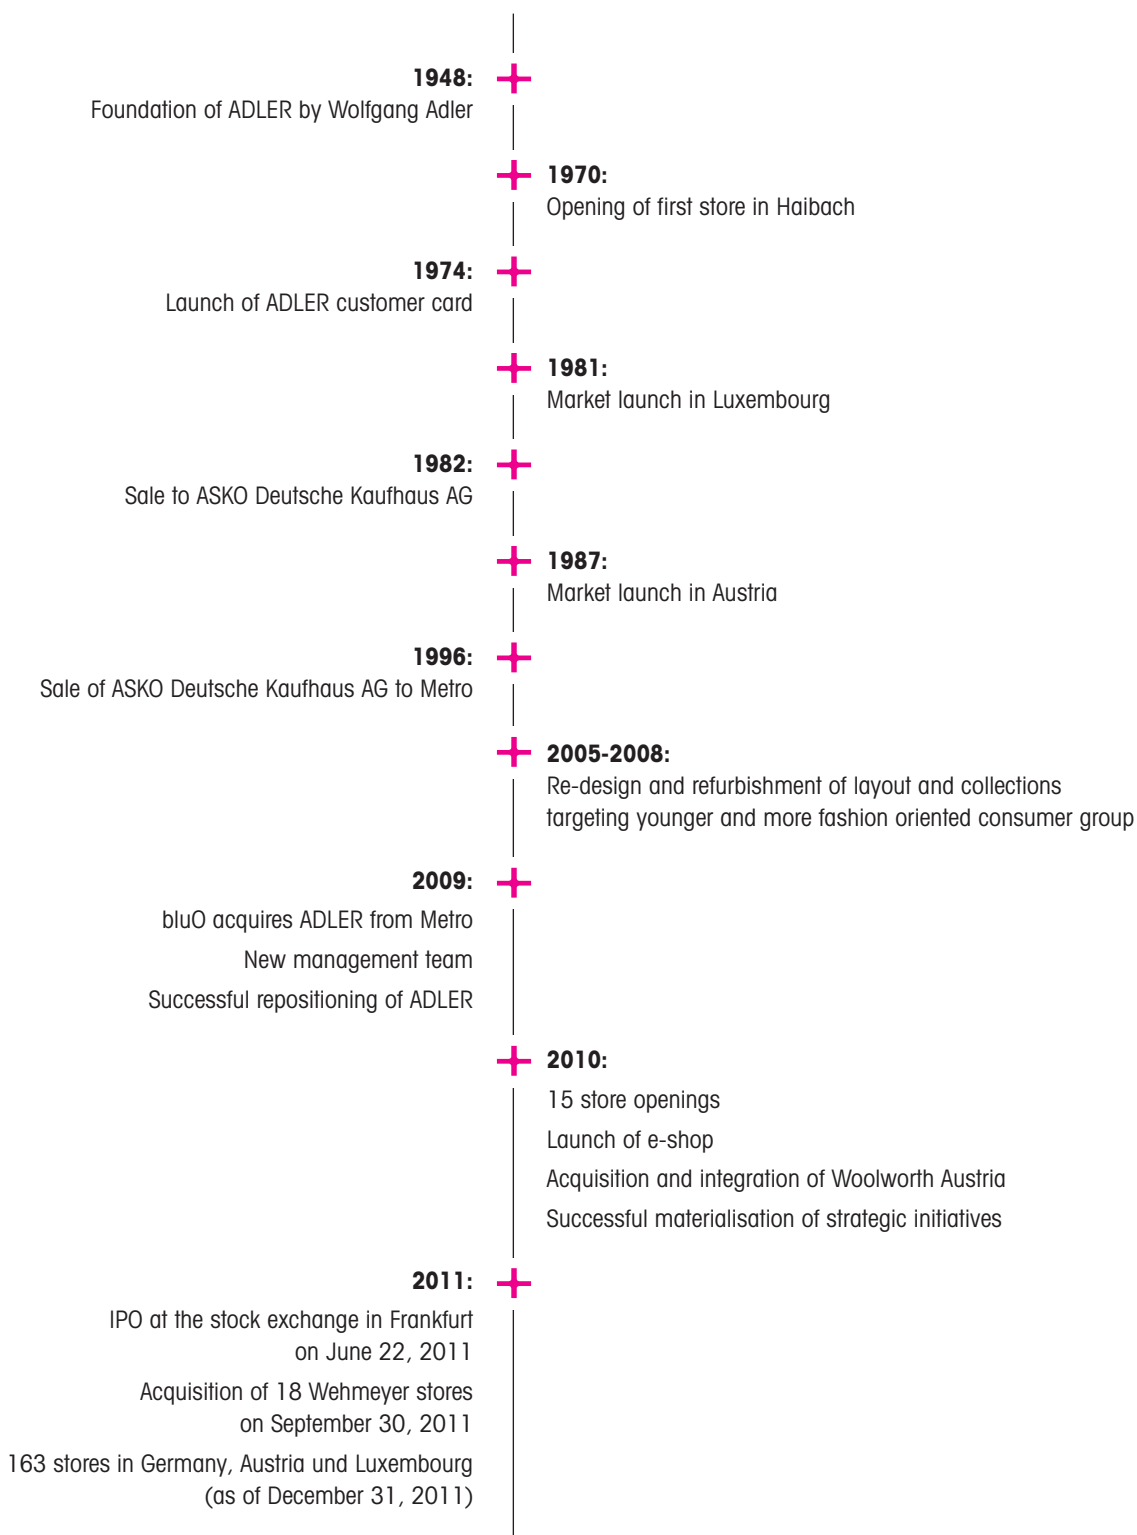 1948:
Foundation of ADLER by Wolfgang Adler
1970:
Opening of first store in Haibach
1974:
Launch of ADLER customer card
1981:
Market launch in Luxembourg
1982:
Sale to ASKO Deutsche Kaufhaus AG
1987:
Market launch in Austria
1996:
Sale of ASKO Deutsche Kaufhaus AG to Metro
2005-2008:
Re-design and refurbishment of layout and collections
targeting younger and more fashion oriented consumer group
2009:
bluO acquires ADLER from Metro
New management team
Successful repositioning of ADLER
2010:
15 store openings
Launch of e-shop
Acquisition and integration of Woolworth Austria
Successful materialisation of strategic initiatives
2011:
IPO at the stock exchange in Frankfurt
on June 22, 2011
Acquisition of 18 Wehmeyer stores
on September 30, 2011
163 stores in Germany, Austria und Luxembourg
(as of December 31, 2011)